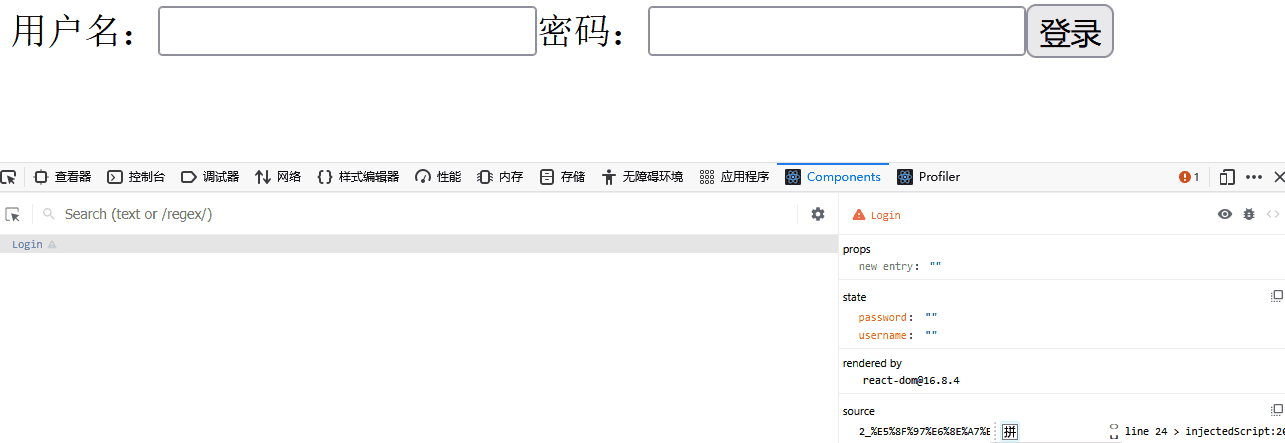 用户名： 密码： 登录
查看器 控制台 调试器 网络 {} 样式编辑器 性能 内存 存储 无障碍环境 应用程序 Components Profiler 1
Search (text or /regex/)
Login
Login
props
new entry: ""
state
password: ""
username: ""
rendered by
react-dom@16.8.4
source
2_%E5%8F%97%E6%8E%A7%E 拼 line 24 > injectedScript:26